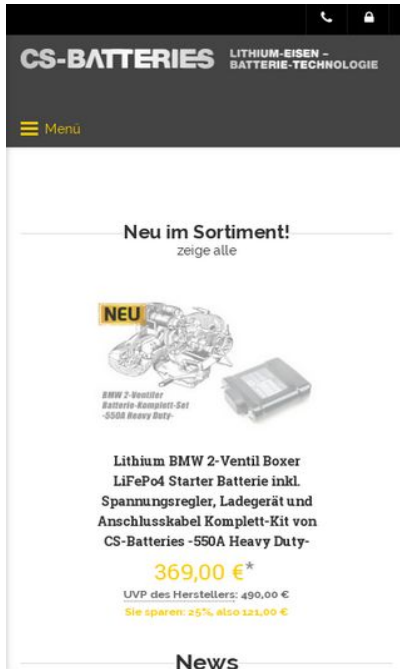 CS-BATTERIES
LITHIUM-EISEN –
BATTERIE-TECHNOLOGIE
Menü
Neu im Sortiment!
zeige alle
NEU
BMW 2-Ventiler
Batterie-Komplett-Set
-550A Heavy Duty-
Lithium BMW 2-Ventil Boxer
LiFePo4 Starter Batterie inkl.
Spannungsregler, Ladegerät und
Anschlusskabel Komplett-Kit von
CS-Batteries -550A Heavy Duty-
369,00 €*
UVP des Herstellers: 490,00 €
Sie sparen: 25%, also 121,00 €
News